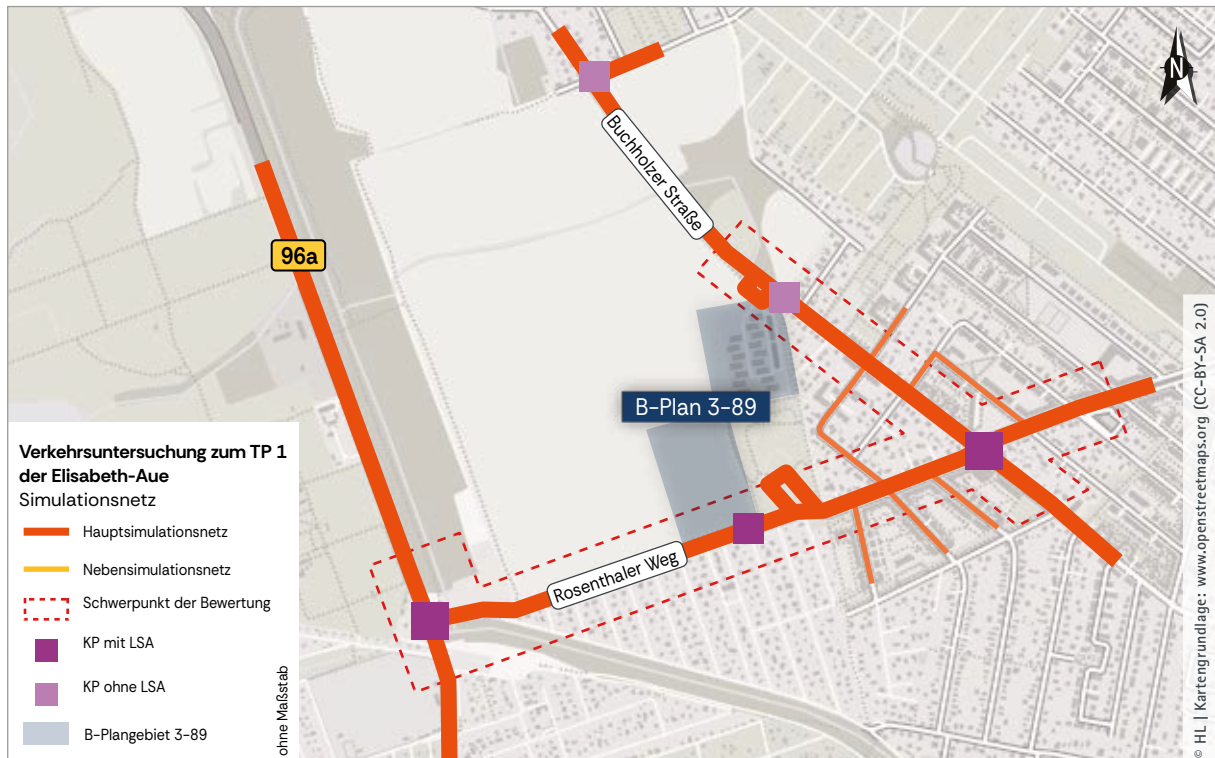 N
Buchholzer Straße
96a
B-Plan 3-89
Rosenthaler Weg
Verkehrsuntersuchung zum TP 1
der Elisabeth-Aue
Simulationsnetz
Hauptsimulationsnetz
Nebensimulationsnetz
Schwerpunkt der Bewertung
KP mit LSA
KP ohne LSA
B-Plangebiet 3-89
ohne Maßstab
© HL | Kartengrundlage: www.openstreetmaps.org (CC-BY-SA 2.0)